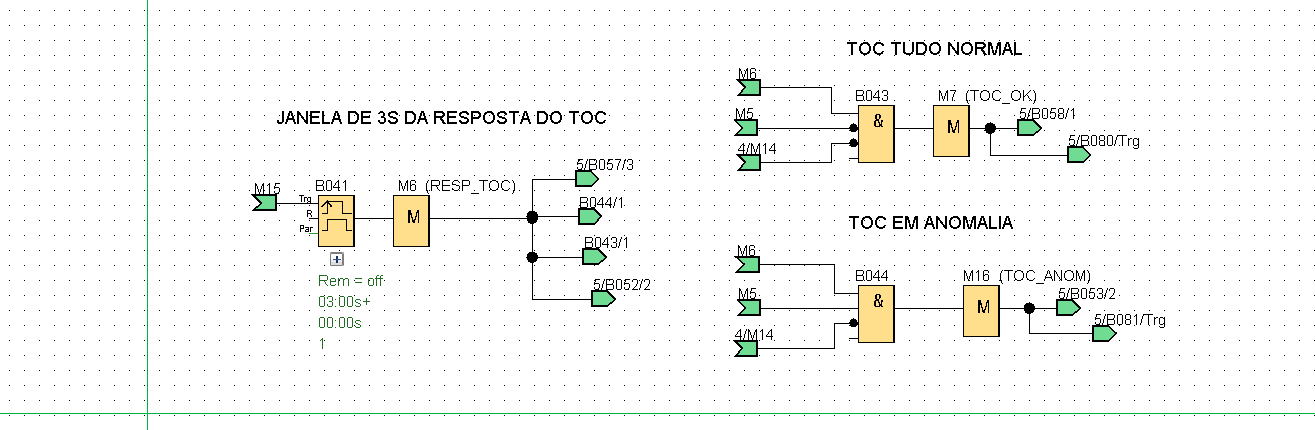 JANELA DE 3S DA RESPOSTA DO TOC
M15
B041
Trg
R
Par
M6 (RESP_TOC)
M
5/B057/3
B044/1
B043/1
5/B052/2
Rem = off
03:00s+
00:00s
1
TOC TUDO NORMAL
M6
M5
4/M14
B043
&
M7 (TOC_OK)
M
5/B058/1
5/B080/Trg
TOC EM ANOMALIA
M6
M5
4/M14
B044
&
M16 (TOC_ANOM)
M
5/B053/2
5/B081/Trg